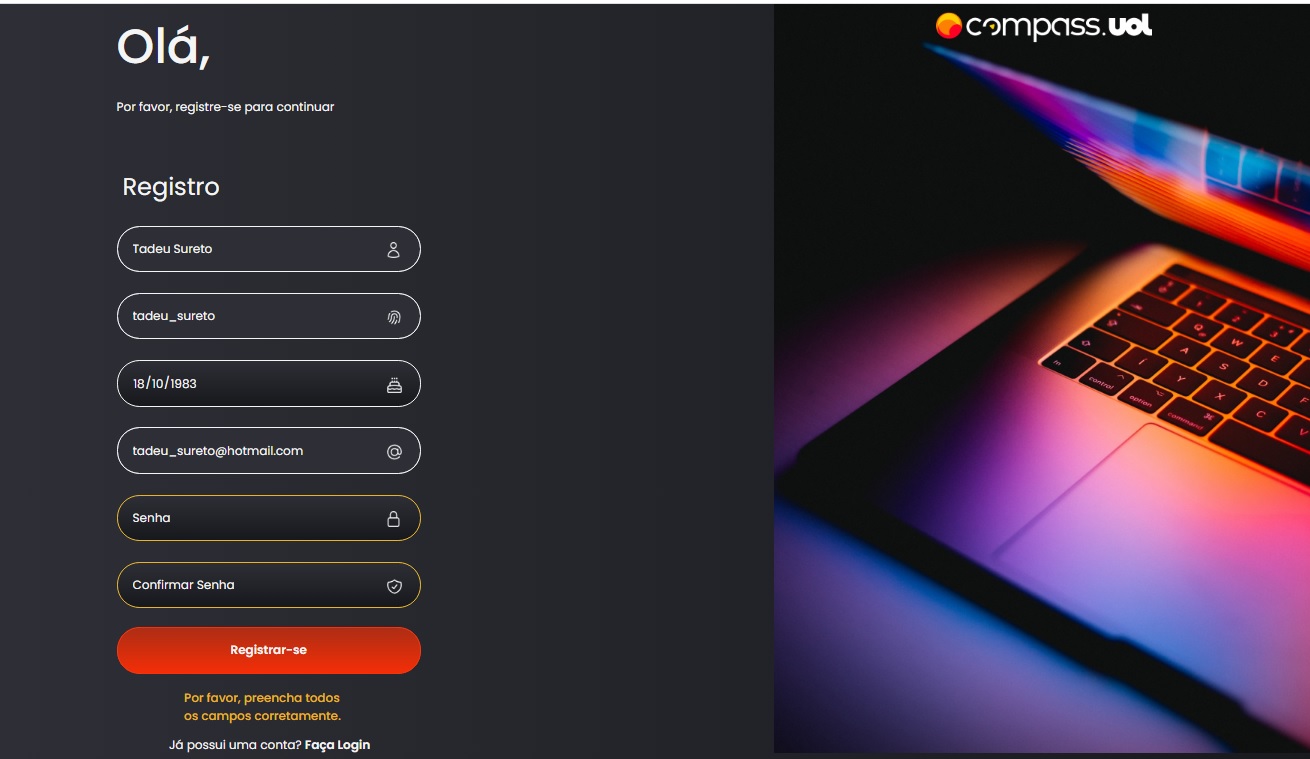 Olá,
Por favor, registre-se para continuar
Registro
Tadeu Sureto
tadeu_sureto
18/10/1983
tadeu_sureto@hotmail.com
Senha
Confirmar Senha
Registrar-se
Por favor, preencha todos
os campos corretamente.
Já possui uma conta? Faça Login
compass.uol
Q W E
A S D F
Y X C V
fn control option command